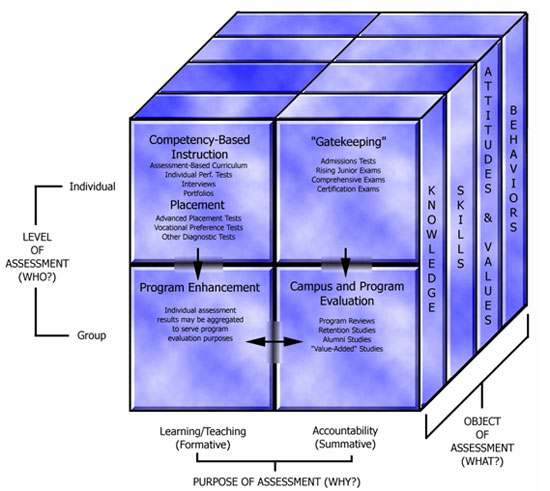 Competency-Based
Instruction
Assessment-Based Curriculum
Individual Perf. Tests
Interviews
Portfolios
Placement
Advanced Placement Tests
Vocational Preference Tests
Other Diagnostic Tests
"Gatekeeping"
Admissions Tests
Rising Junior Exams
Comprehensive Exams
Certification Exams
Program Enhancement
Individual assessment
results may be aggregated
to serve program
evaluation purposes
Campus and Program
Evaluation
Program Reviews
Retention Studies
Alumni Studies
"Value-Added" Studies
KNOWLEDGE
SKILLS
ATTITUDES & VALUES
BEHAVIORS
Individual
LEVEL
OF
ASSESSMENT
(WHO?)
Group
Learning/Teaching
(Formative)
Accountability
(Summative)
PURPOSE OF ASSESSMENT (WHY?)
OBJECT
OF
ASSESSMENT
(WHAT?)